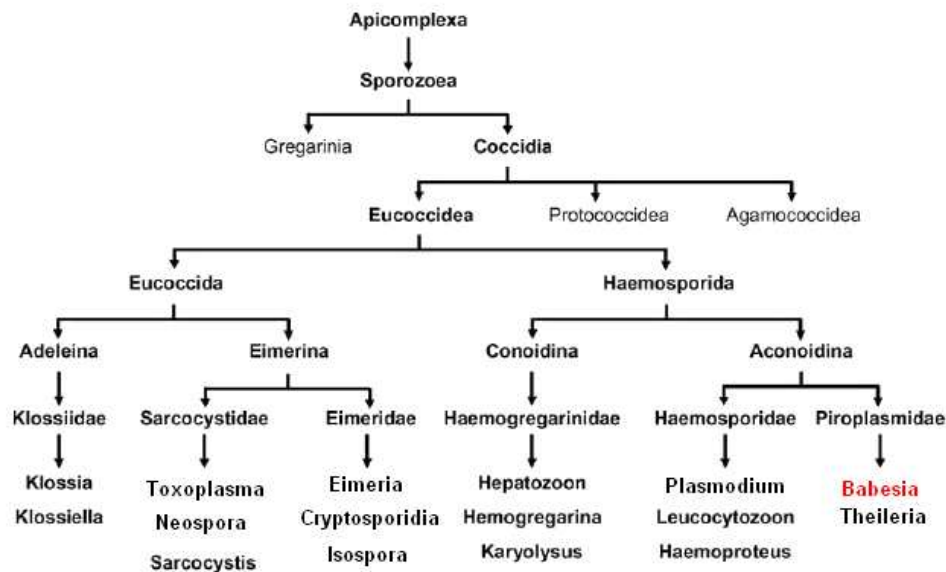 Apicomplexa
Sporozoea
Gregarinia Coccidia
Eucoccidea Protococcidea Agamococcidea
Eucoccida Haemosporida
Adeleina Eimerina Conoidina Aconoidina
Klossiidae Sarcocystidae Eimeridae Haemogregarinidae Haemosporidae Piroplasmidae
Klossia Toxoplasma Eimeria Hepatozoon Plasmodium Babesia
Klossiella Neospora Cryptosporidia Hemogregarina Leucocytozoon Theileria
Sarcocystis Isospora Karyolysus Haemoproteus